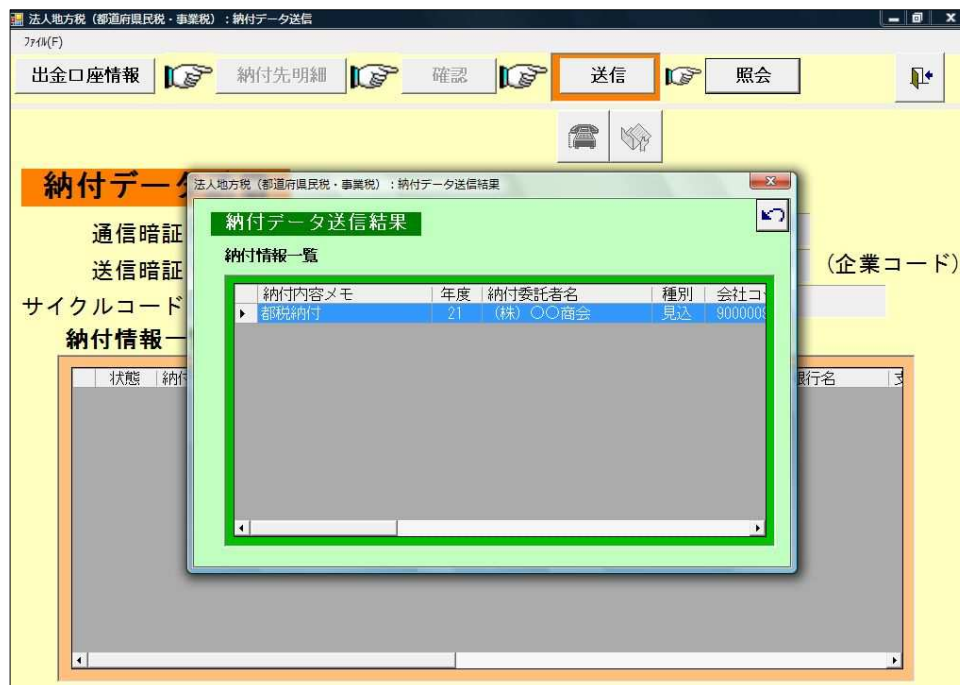 法人地方税（都道府県民税・事業税）：納付データ送信
ﾌｧｲﾙ(F)
出金口座情報 納付先明細 確認 送信 照会
納付デー
法人地方税（都道府県民税・事業税）：納付データ送信結果
納付データ送信結果
通信暗証
納付情報一覧
送信暗証
（企業コード）
サイクルコード
納付内容メモ 年度 納付委託者名 種別 会社コ
都税納付 21 （株）〇〇商会 見込 900000
納付情報一
状態 納付 銀行名 支